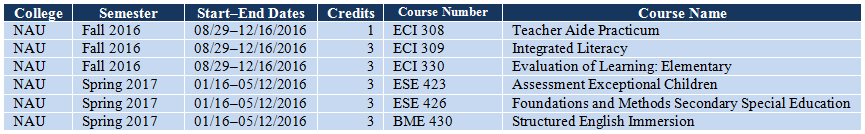 College Semester Start–End Dates Credits Course Number Course Name
NAU Fall 2016 08/29–12/16/2016 1 ECI 308 Teacher Aide Practicum
NAU Fall 2016 08/29–12/16/2016 3 ECI 309 Integrated Literacy
NAU Fall 2016 08/29–12/16/2016 3 ECI 330 Evaluation of Learning: Elementary
NAU Spring 2017 01/16–05/12/2016 3 ESE 423 Assessment Exceptional Children
NAU Spring 2017 01/16–05/12/2016 3 ESE 426 Foundations and Methods Secondary Special Education
NAU Spring 2017 01/16–05/12/2016 3 BME 430 Structured English Immersion